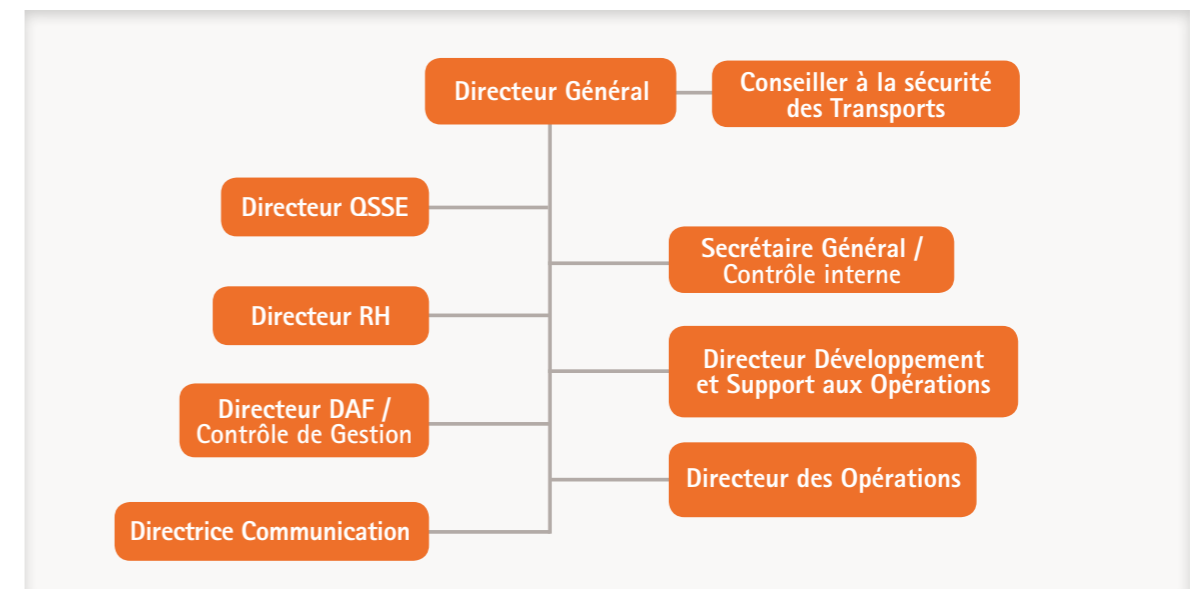 Directeur Général
Conseiller à la sécurité
des Transports
Directeur QSSE
Secrétaire Général /
Contrôle interne
Directeur RH
Directeur Développement
et Support aux Opérations
Directeur DAF /
Contrôle de Gestion
Directeur des Opérations
Directrice Communication